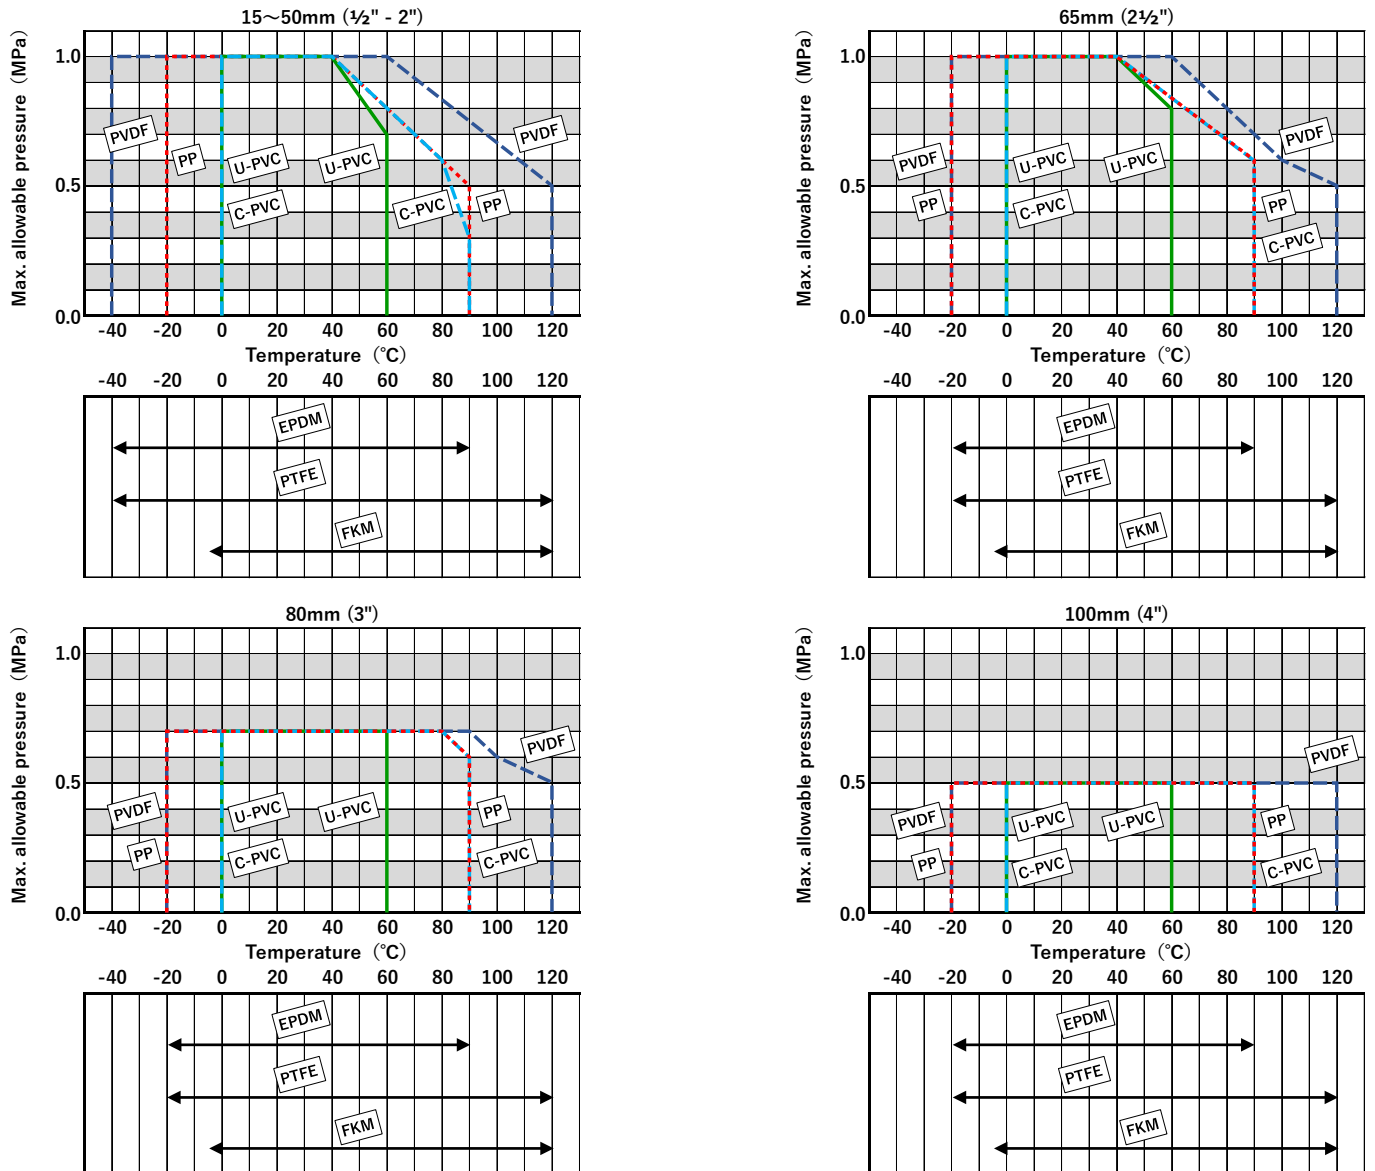 15～50mm (½" - 2")
Max. allowable pressure（MPa）
1.0
0.5
0.0
PVDF
PP
U-PVC
C-PVC
U-PVC
C-PVC
PP
PVDF
-40 -20 0 20 40 60 80 100 120
Temperature（℃）
-40 -20 0 20 40 60 80 100 120
EPDM
PTFE
FKM
65mm (2½")
Max. allowable pressure（MPa）
1.0
0.5
0.0
PVDF
PP
U-PVC
C-PVC
U-PVC
PVDF
PP
C-PVC
-40 -20 0 20 40 60 80 100 120
Temperature（℃）
-40 -20 0 20 40 60 80 100 120
EPDM
PTFE
FKM
80mm (3")
Max. allowable pressure（MPa）
1.0
0.5
0.0
PVDF
PP
U-PVC
C-PVC
U-PVC
PVDF
PP
C-PVC
-40 -20 0 20 40 60 80 100 120
Temperature（℃）
-40 -20 0 20 40 60 80 100 120
EPDM
PTFE
FKM
100mm (4")
Max. allowable pressure（MPa）
1.0
0.5
0.0
PVDF
PP
U-PVC
C-PVC
U-PVC
PVDF
PP
C-PVC
-40 -20 0 20 40 60 80 100 120
Temperature（℃）
-40 -20 0 20 40 60 80 100 120
EPDM
PTFE
FKM